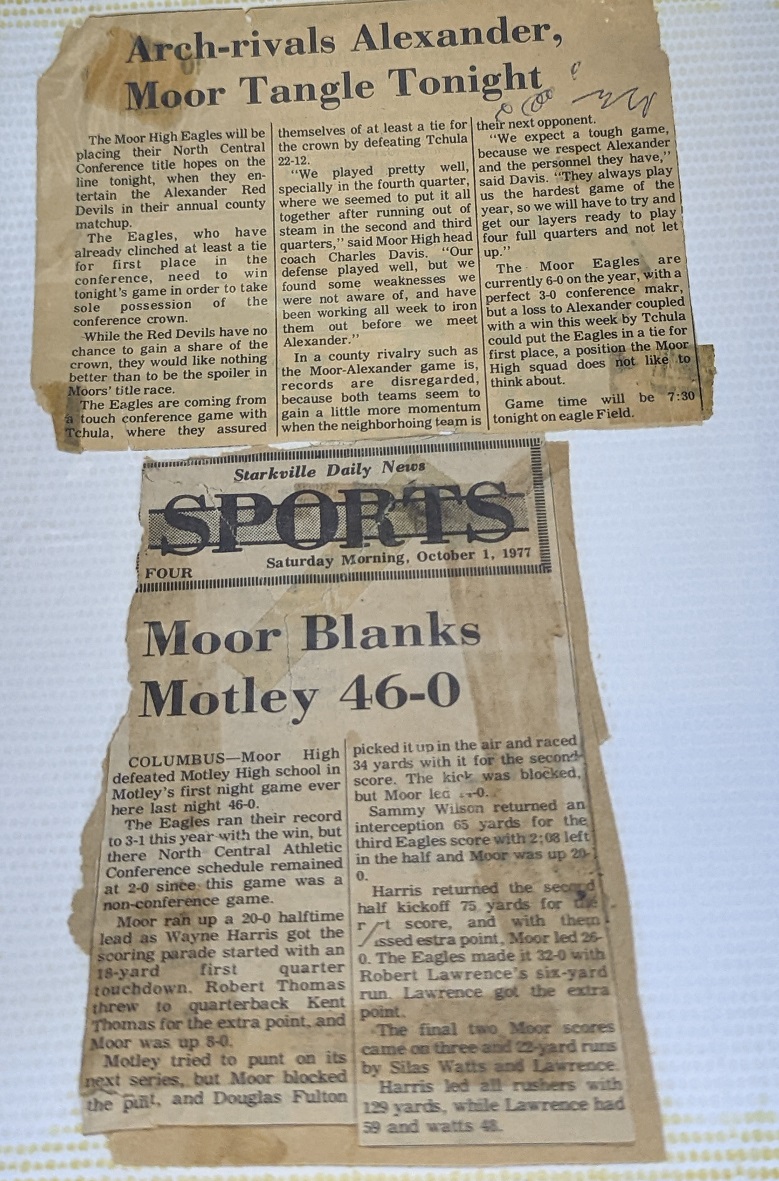 Arch-rivals Alexander,
Moor Tangle Tonight
The Moor High Eagles will be
placing their North Central
Conference title hopes on the
line tonight, when they en-
tertain the Alexander Red
Devils in their annual county
matchup.
The Eagles, who have
already clinched at least a tie
for first place in the
conference, need to win
tonight's game in order to take
sole possession of the
conference crown.
While the Red Devils have no
chance to gain a share of the
crown, they would like nothing
better than to be the spoiler in
Moors' title race.
The Eagles are coming from
a touch conference game with
Tchula, where they assured
themselves of at least a tie for
the crown by defeating Tchula
22-12.
"We played pretty well,
specially in the fourth quarter,
where we seemed to put it all
together after running out of
steam in the second and third
quarters," said Moor High head
coach Charles Davis. "Our
defense played well, but we
found some weaknesses we
were not aware of, and have
been working all week to iron
them out before we meet
Alexander."
In a county rivalry such as
the Moor-Alexander game is,
records are disregarded,
because both teams seem to
gain a little more momentum
when the neighborhoing team is
their next opponent.
"We expect a tough game,
because we respect Alexander
and the personnel they have,"
said Davis. "They always play
us the hardest game of the
year, so we will have to try and
get our layers ready to play
four full quarters and not let
up."
The Moor Eagles are
currently 6-0 on the year, with a
perfect 3-0 conference makr,
but a loss to Alexander coupled
with a win this week by Tchula
could put the Eagles in a tie for
first place, a position the Moor
High squad does not like to
think about.
Game time will be 7:30
tonight on eagle Field.
Starkville Daily News
SPORTS
FOUR Saturday Morning, October 1, 1977
Moor Blanks
Motley 46-0
COLUMBUS—Moor High
defeated Motley High school in
Motley's first night game ever
here last night 46-0.
The Eagles ran their record
to 3-1 this year with the win, but
there North Central Athletic
Conference schedule remained
at 2-0 since this game was a
non-conference game.
Moor ran up a 20-0 halftime
lead as Wayne Harris got the
scoring parade started with an
18-yard first quarter
touchdown. Robert Thomas
threw to quarterback Kent
Thomas for the extra point, and
Moor was up 8-0.
Motley tried to punt on its
next series, but Moor blocked
the punt, and Douglas Fulton
picked it up in the air and raced
34 yards with it for the second
score. The kick was blocked,
but Moor led -0.
Sammy Wilson returned an
interception 65 yards for the
third Eagles score with 2:08 left
in the half and Moor was up 20-
0.
Harris returned the second
half kickoff 75 yards for the
score, and with them
issed estra point, Moor led 26-
0. The Eagles made it 32-0 with
Robert Lawrence's six-yard
run. Lawrence got the extra
point.
The final two Moor scores
came on three and 22-yard runs
by Silas Watts and Lawrence.
Harris led all rushers with
129 yards, while Lawrence had
59 and watts 48.